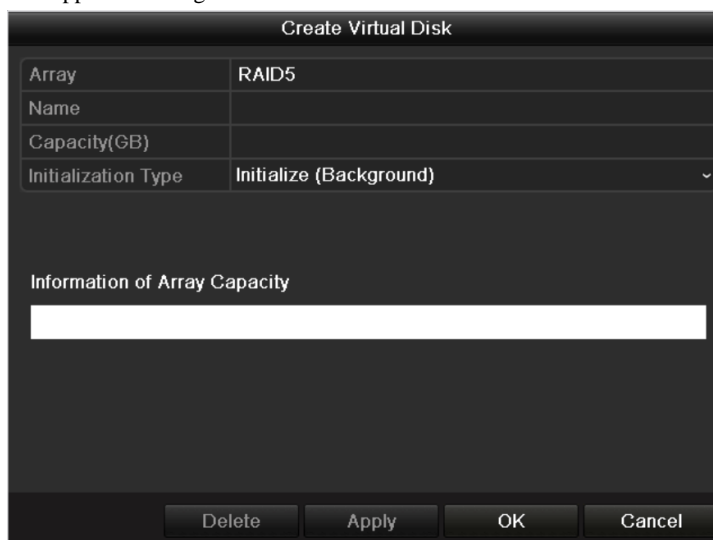 Create Virtual Disk
Array RAID5
Name
Capacity(GB)
Initialization Type Initialize (Background)
Information of Array Capacity
Delete Apply OK Cancel